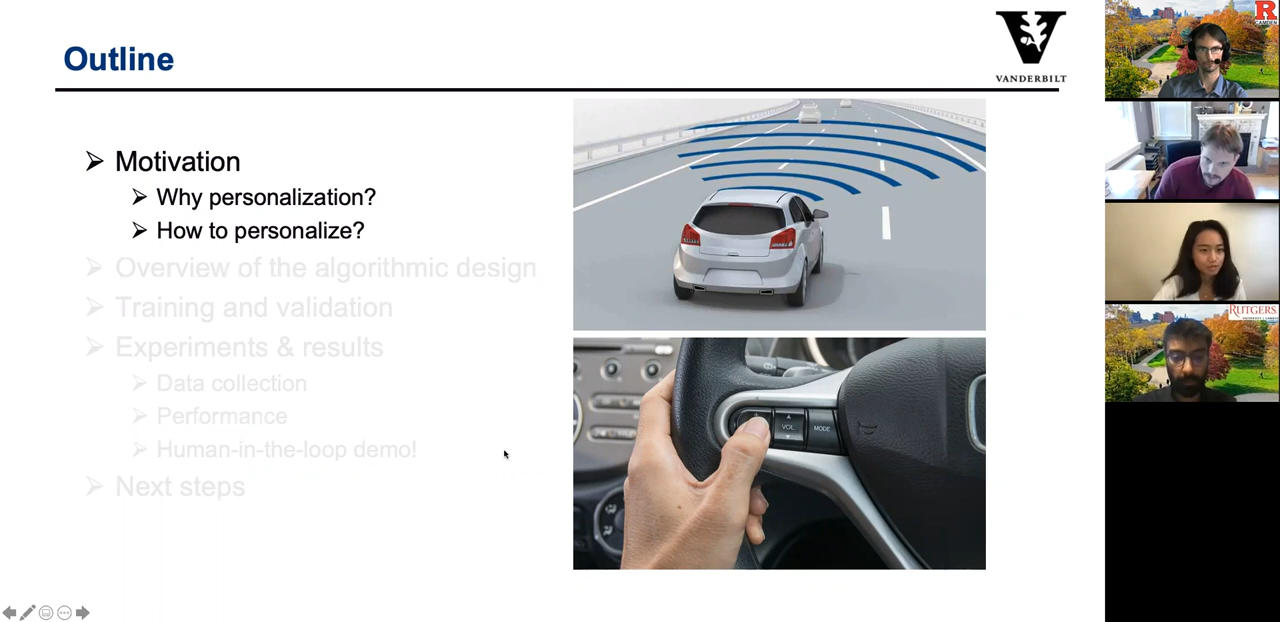 Outline
VANDERBILT
Motivation
Why personalization?
How to personalize?
Overview of the algorithmic design
Training and validation
Experiments & results
Data collection
Performance
Human-in-the-loop demo!
Next steps
VOL
MODE
R
CAMDEN
RUTGERS